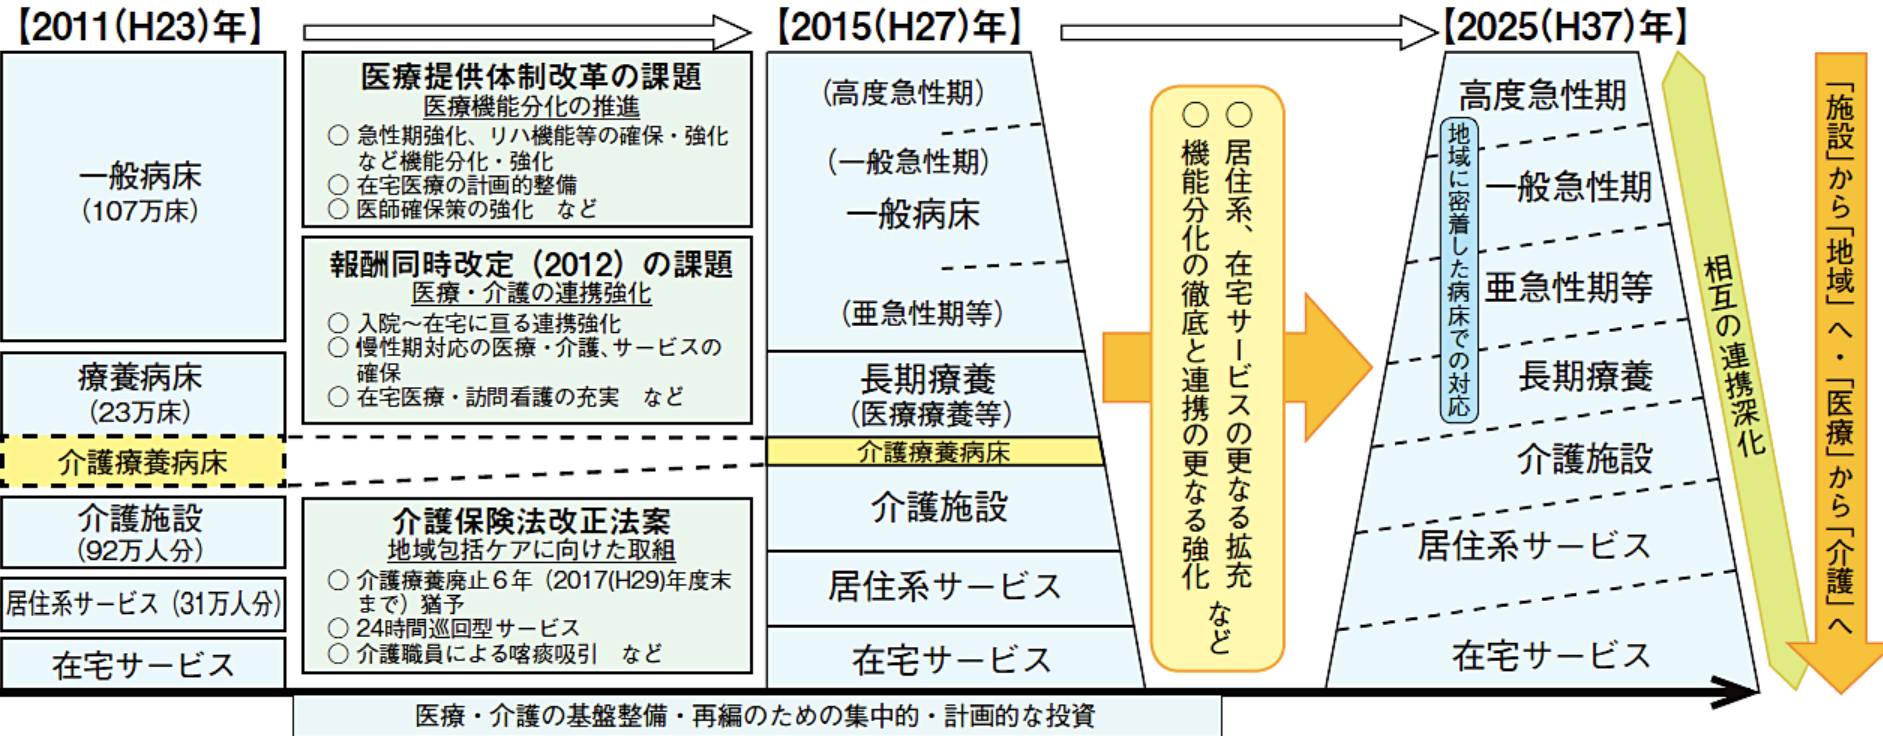 【2011(H23)年】
【2015(H27)年】
【2025(H37)年】
一般病床
(107万床)
療養病床
(23万床)
介護療養病床
介護施設
(92万人分)
居住系サービス(31万人分)
在宅サービス
医療提供体制改革の課題
医療機能分化の推進
○ 急性期強化、リハ機能等の確保・強化
など機能分化・強化
○ 在宅医療の計画的整備
○ 医師確保策の強化　など
報酬同時改定（2012）の課題
医療・介護の連携強化
○ 入院～在宅に亘る連携強化
○ 慢性期対応の医療・介護、サービスの
確保
○ 在宅医療・訪問看護の充実　など
介護保険法改正法案
地域包括ケアに向けた取組
○ 介護療養廃止６年（2017(H29)年度末
まで）猶予
○ 24時間巡回型サービス
○ 介護職員による喀痰吸引　など
（高度急性期）
（一般急性期）
一般病床
（亜急性期等）
長期療養
（医療療養等）
介護療養病床
介護施設
居住系サービス
在宅サービス
○ 居住系、在宅サービスの更なる拡充
○ 機能分化の徹底と連携の更なる強化
など
高度急性期
一般急性期
亜急性期等
長期療養
介護施設
居住系サービス
在宅サービス
地域に密着した病床での対応
相互の連携深化
「施設」から「地域」へ・「医療」から「介護」へ
医療・介護の基盤整備・再編のための集中的・計画的な投資